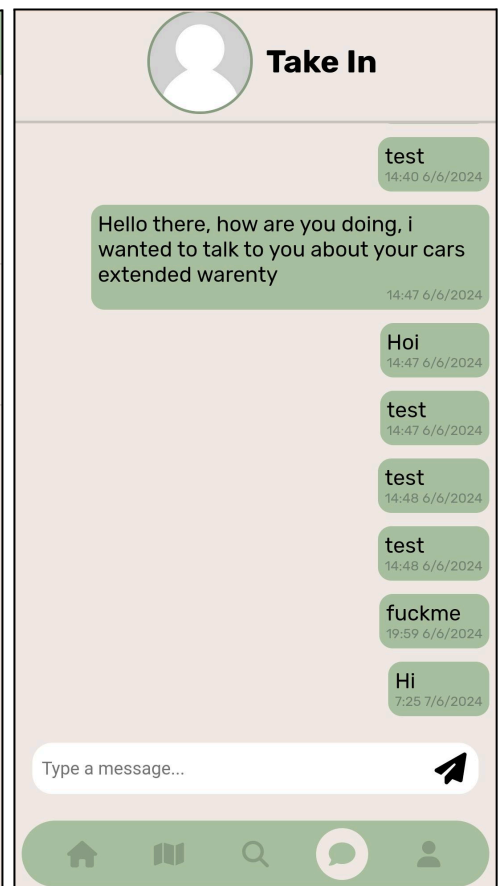 Take In
test
14:40 6/6/2024
Hello there, how are you doing, i
wanted to talk to you about your cars
extended warenty
14:47 6/6/2024
Hoi
14:47 6/6/2024
test
14:47 6/6/2024
test
14:48 6/6/2024
test
14:48 6/6/2024
fuckme
19:59 6/6/2024
Hi
7:25 7/6/2024
Type a message...